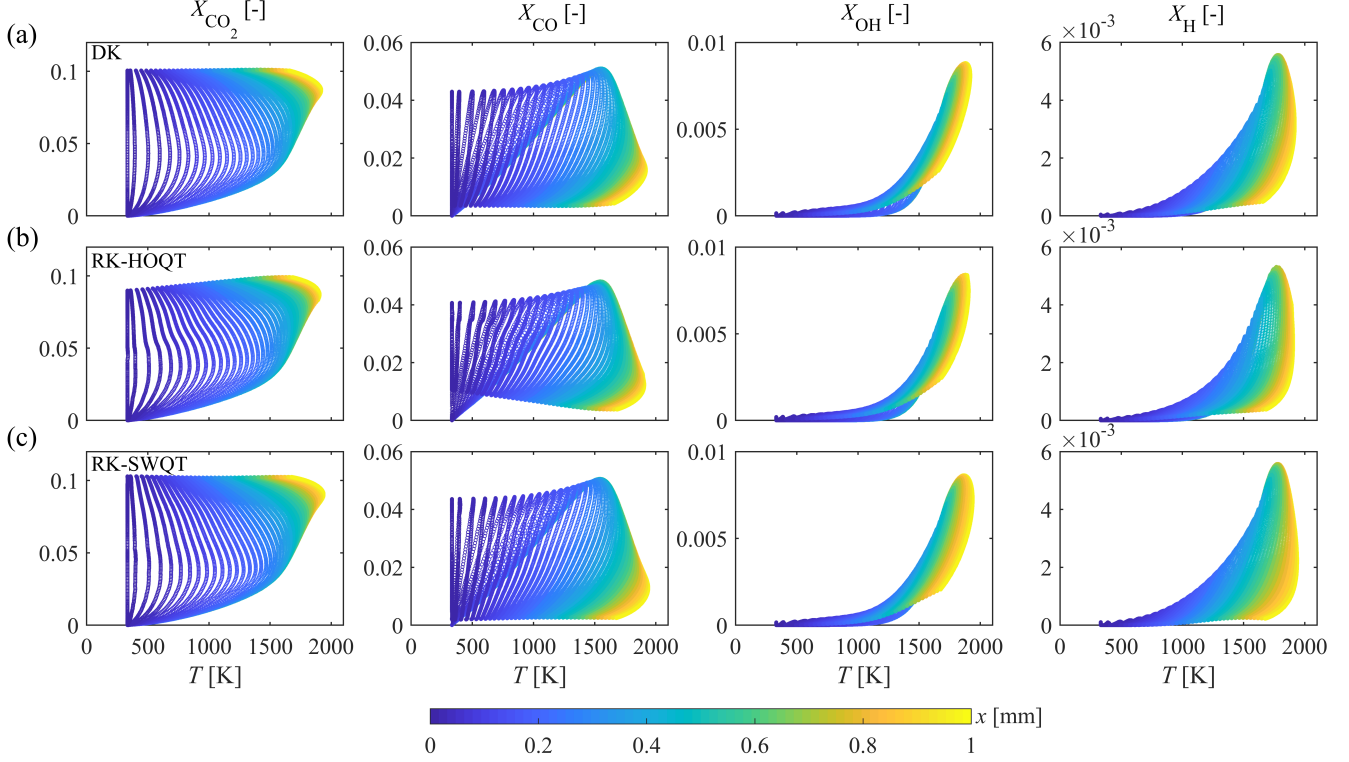 X_CO₂ [-] X_CO [-] X_OH [-] X_H [-]
(a)
DK
×10⁻³
0.1 0.06 0.01 6
0.04 4
0.05 0.005
0.02 2
0 0 0 0
(b)
RK-HOQT
×10⁻³
0.1 0.06 0.01 6
0.04 4
0.05 0.005
0.02 2
0 0 0 0
(c)
RK-SWQT
×10⁻³
0.1 0.06 0.01 6
0.04 4
0.05 0.005
0.02 2
0 0 0 0
0 500 1000 1500 2000 0 500 1000 1500 2000 0 500 1000 1500 2000 0 500 1000 1500 2000
T [K] T [K] T [K] T [K]
x [mm]
0 0.2 0.4 0.6 0.8 1